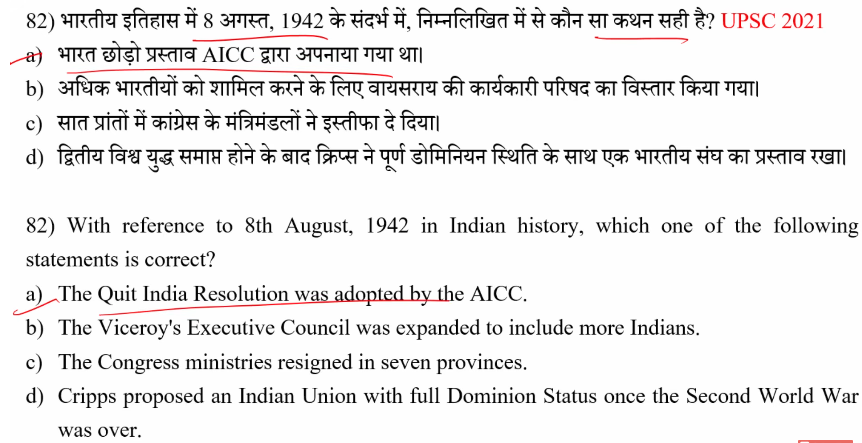 82) भारतीय इतिहास में 8 अगस्त, 1942 के संदर्भ में, निम्नलिखित में से कौन सा कथन सही है? UPSC 2021
a) भारत छोड़ो प्रस्ताव AICC द्वारा अपनाया गया था।
b) अधिक भारतीयों को शामिल करने के लिए वायसराय की कार्यकारी परिषद का विस्तार किया गया।
c) सात प्रांतों में कांग्रेस के मंत्रिमंडलों ने इस्तीफा दे दिया।
d) द्वितीय विश्व युद्ध समाप्त होने के बाद क्रिप्स ने पूर्ण डोमिनियन स्थिति के साथ एक भारतीय संघ का प्रस्ताव रखा।
82) With reference to 8th August, 1942 in Indian history, which one of the following
statements is correct?
a) The Quit India Resolution was adopted by the AICC.
b) The Viceroy's Executive Council was expanded to include more Indians.
c) The Congress ministries resigned in seven provinces.
d) Cripps proposed an Indian Union with full Dominion Status once the Second World War
was over.